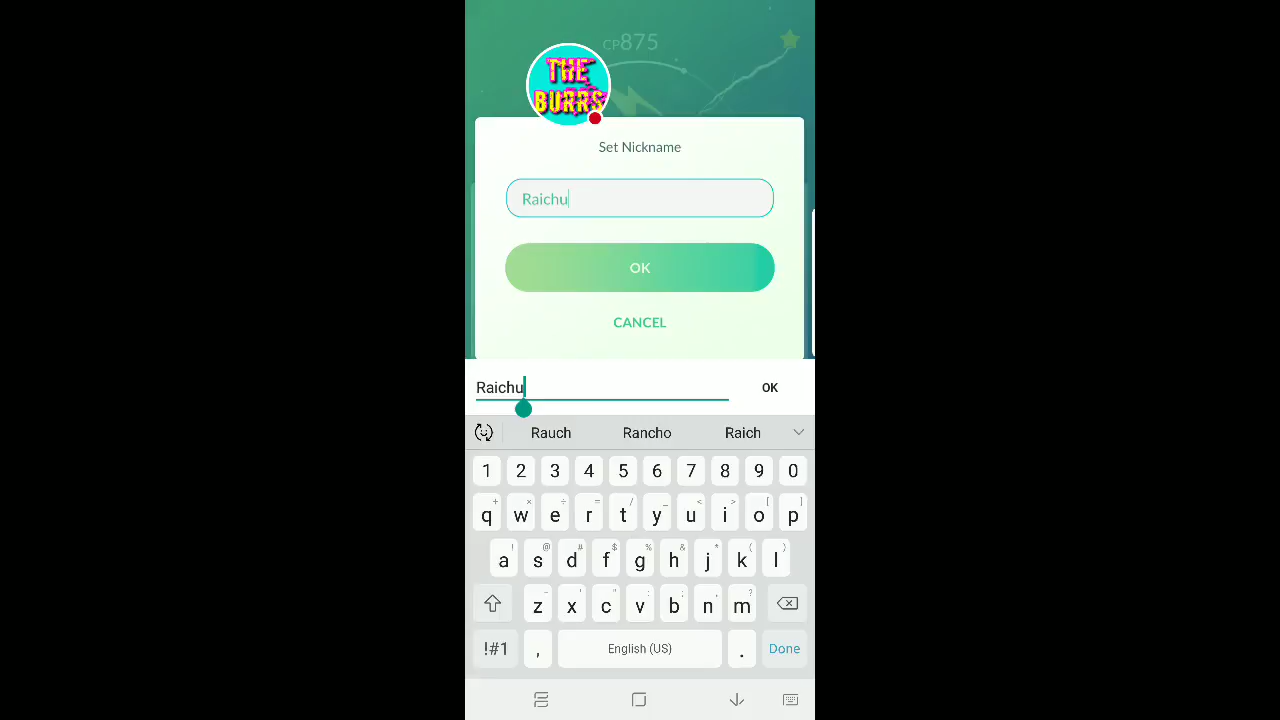 CP875
THE
BURRS
Set Nickname
Raichu
OK
CANCEL
Raichu OK
Rauch Rancho Raich
1 2 3 4 5 6 7 8 9 0
+ × ÷ = / _ < > [ ]
q w e r t y u i o p
! @ # $ % & * ( )
a s d f g h j k l
- ' " : ; , ?
z x c v b n m
!#1 , English (US) . Done